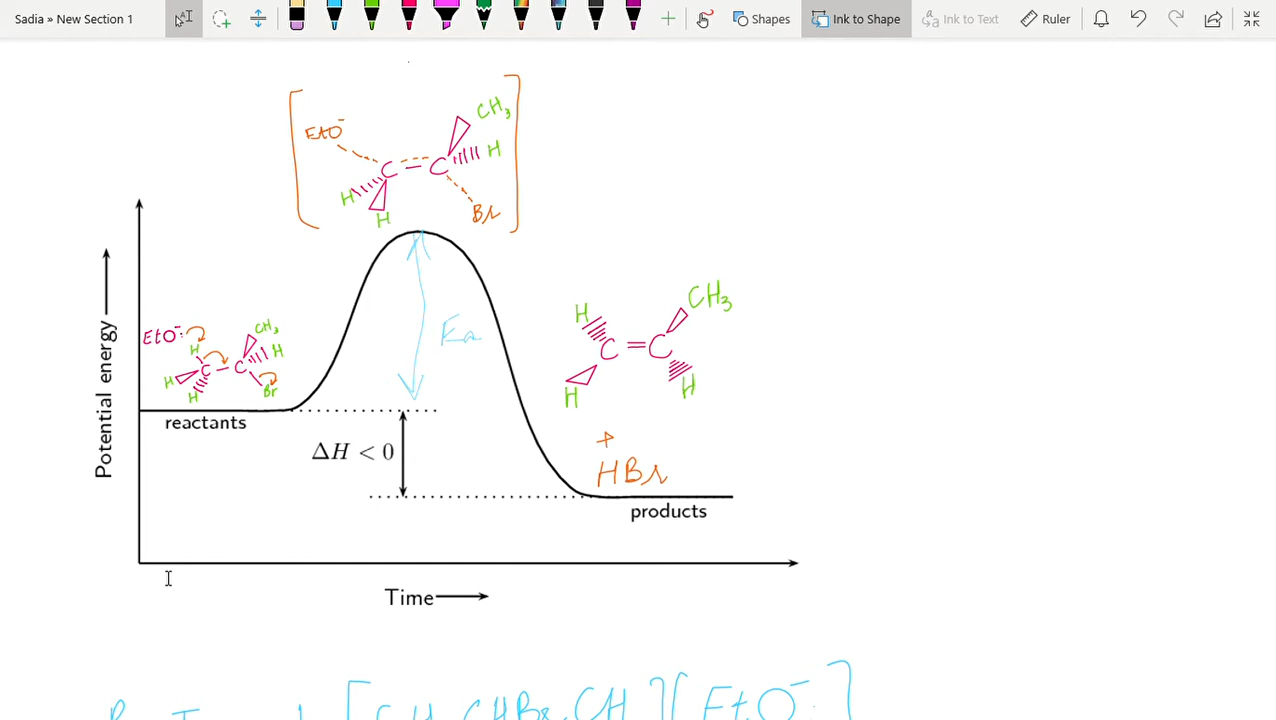 Sadia » New Section 1
Shapes
Ink to Shape
Ink to Text
Ruler
CH3
EtO-
C-C
H
H
H
Br
Potential energy
EtO:-
CH3
H
H
C-C
H
H
Br
reactants
Ea
ΔH < 0
H
CH3
C=C
H
H
+
HBr
products
Time